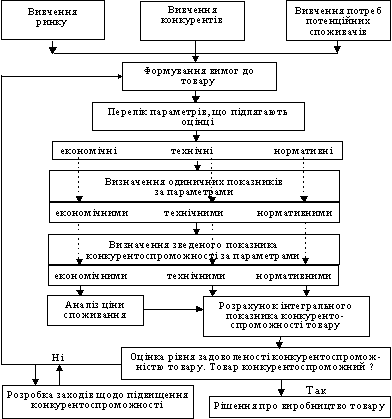 Вивчення
ринку
Вивчення
конкурентів
Вивчення потреб
потенційних
споживачів
Формування вимог до
товару
Перелік параметрів, що підлягають
оцінці
економічні технічні нормативні
Визначення одиничних показників
за параметрами
економічними технічними нормативними
Визначення зведеного показника
конкурентоспроможності за параметрами
економічними технічними нормативними
Аналіз ціни
споживання
Розрахунок інтегрального
показника конкуренто-
спроможності товару
Ні
Оцінка рівня задоволеності конкурентоспромож-
ністю товару. Товар конкурентоспроможний ?
Так
Розробка заходів щодо підвищення
конкурентоспроможності
Рішення про виробництво товару